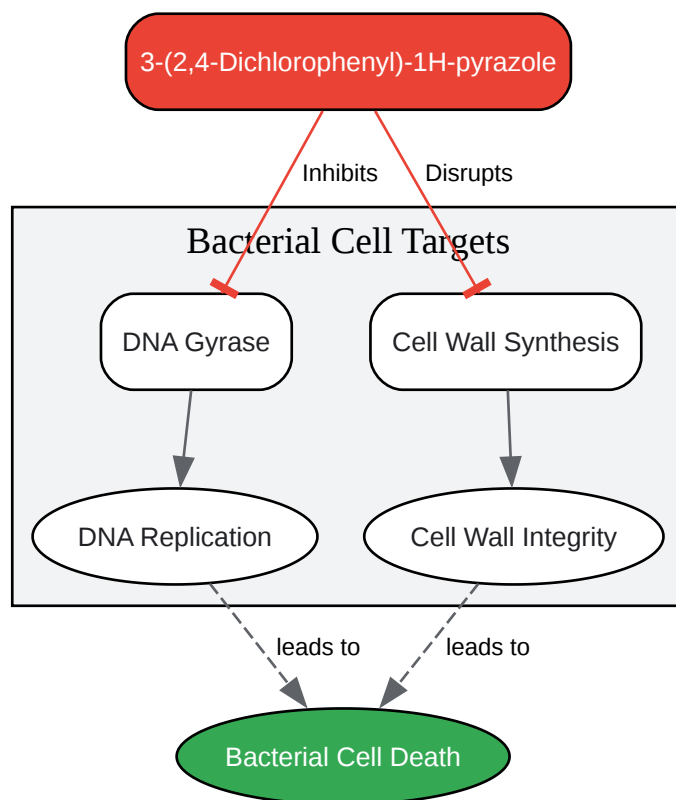 3-(2,4-Dichlorophenyl)-1H-pyrazole
Inhibits
Disrupts
Bacterial Cell Targets
DNA Gyrase
Cell Wall Synthesis
DNA Replication
Cell Wall Integrity
leads to
leads to
Bacterial Cell Death